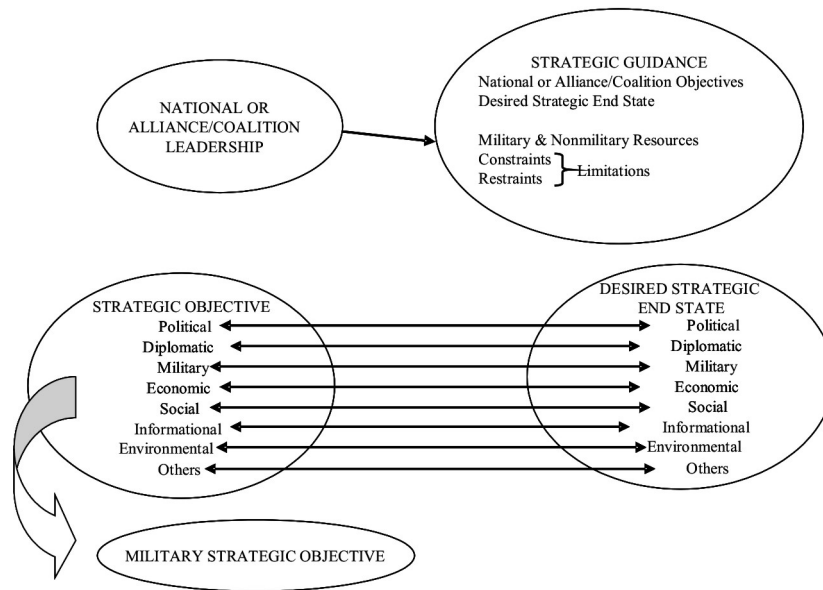 NATIONAL OR
ALLIANCE/COALITION
LEADERSHIP
STRATEGIC GUIDANCE
National or Alliance/Coalition Objectives
Desired Strategic End State
Military & Nonmilitary Resources
Constraints
Restraints
Limitations
STRATEGIC OBJECTIVE
Political
Diplomatic
Military
Economic
Social
Informational
Environmental
Others
DESIRED STRATEGIC
END STATE
Political
Diplomatic
Military
Economic
Social
Informational
Environmental
Others
MILITARY STRATEGIC OBJECTIVE